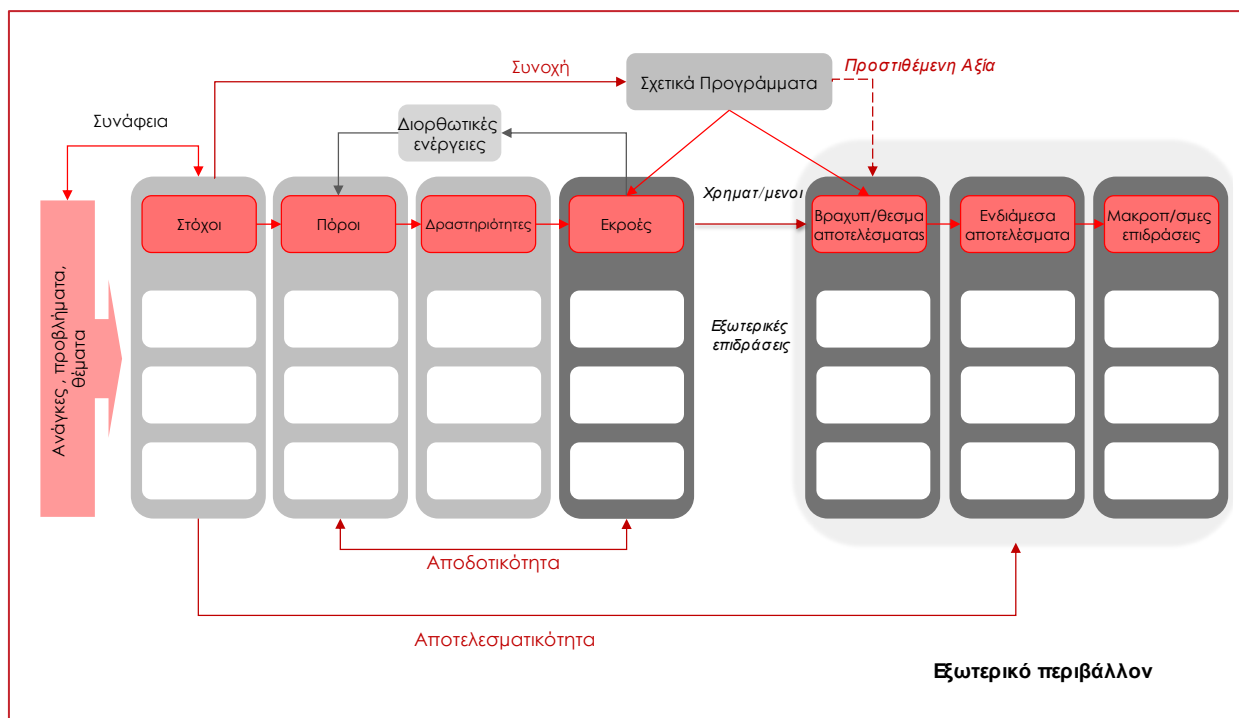 Συνοχή
Σχετικά Προγράμματα
Προστιθέμενη Αξία
Συνάφεια
Διορθωτικές
ενέργειες
Στόχοι
Πόροι
Δραστηριότητες
Εκροές
Χρηματ/μενοι
Βραχυπ/θεσμα
αποτελέσματαs
Ενδιάμεσα
αποτελέσματα
Μακροπ/σμες
επιδράσεις
Ανάγκες , προβλήματα,
θέματα
Εξωτερικές
επιδράσεις
Αποδοτικότητα
Αποτελεσματικότητα
Εξωτερικό περιβάλλον